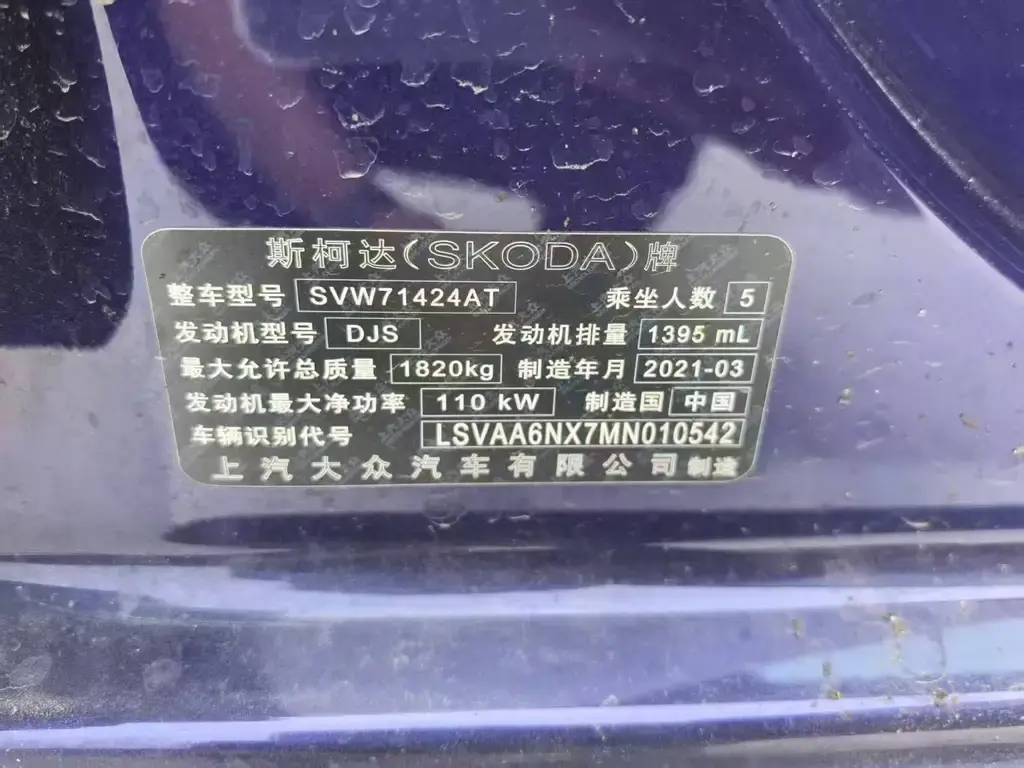 斯柯达(SKODA)牌
整车型号 SVW71424AT 乘坐人数 5
发动机型号 DJS 发动机排量 1395 mL
最大允许总质量 1820kg 制造年月 2021-03
发动机最大净功率 110 kW 制造国 中国
车辆识别代号 LSVAA6NX7MN010542
上汽大众汽车有限公司制造